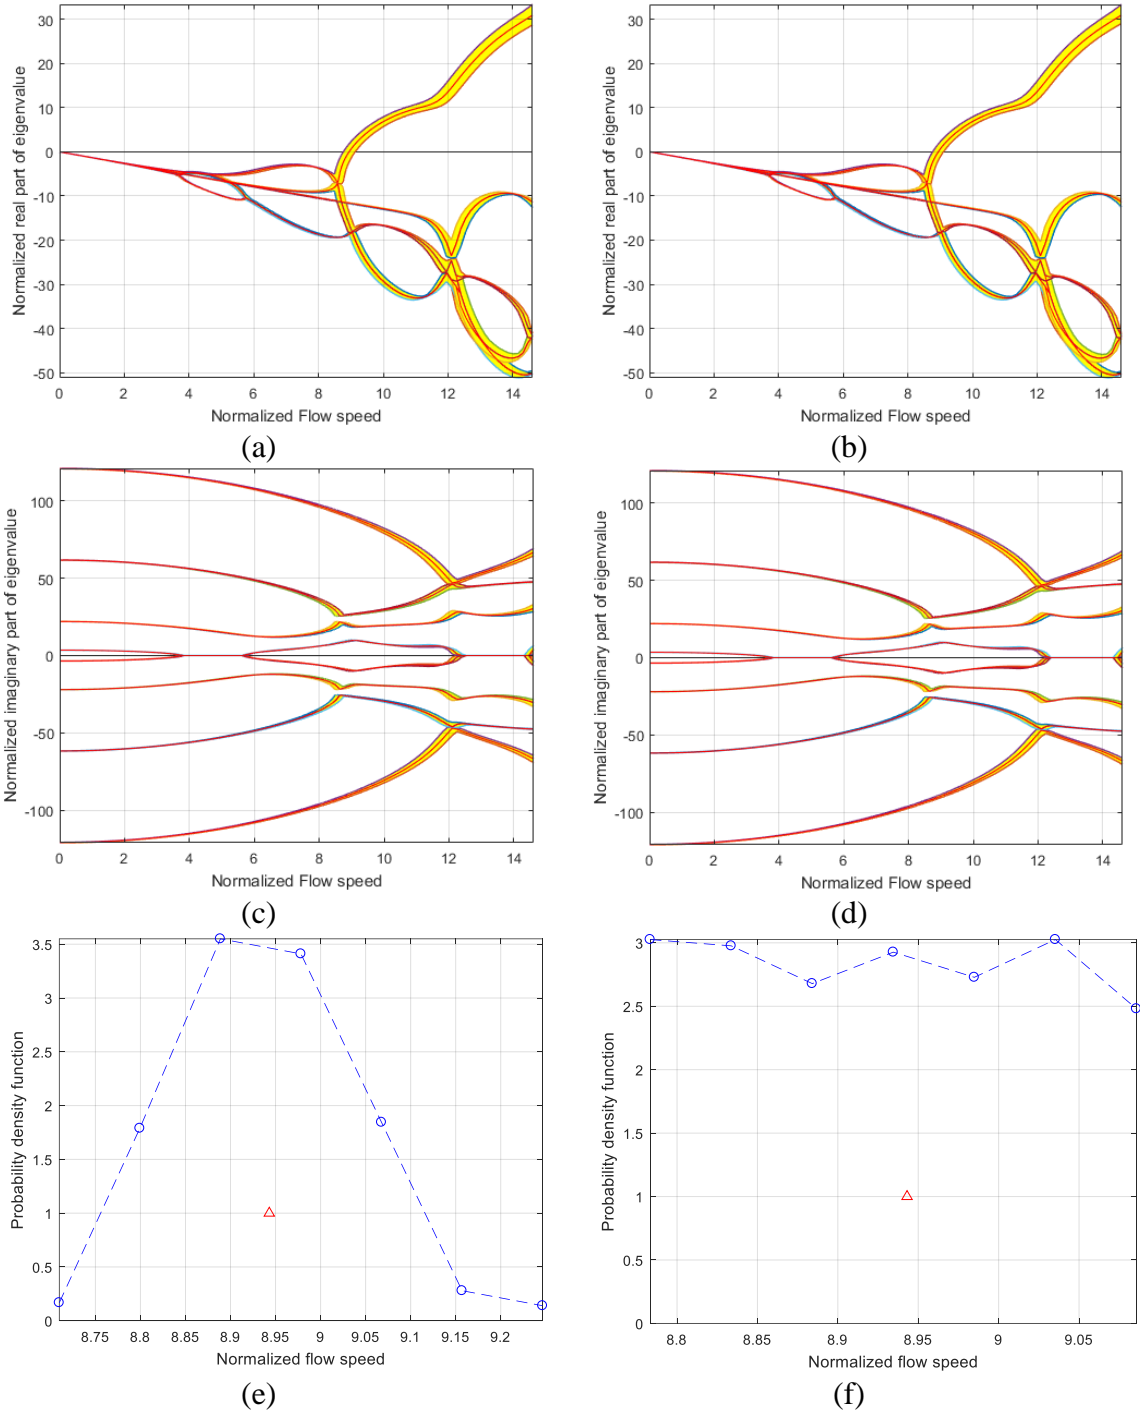 30
20
10
0
-10
-20
-30
-40
-50
0 2 4 6 8 10 12 14
Normalized real part of eigenvalue
Normalized Flow speed
(a)
30
20
10
0
-10
-20
-30
-40
-50
0 2 4 6 8 10 12 14
Normalized real part of eigenvalue
Normalized Flow speed
(b)
100
50
0
-50
-100
0 2 4 6 8 10 12 14
Normalized imaginary part of eigenvalue
Normalized Flow speed
(c)
100
50
0
-50
-100
0 2 4 6 8 10 12 14
Normalized imaginary part of eigenvalue
Normalized Flow speed
(d)
3.5
3
2.5
2
1.5
1
0.5
0
8.75 8.8 8.85 8.9 8.95 9 9.05 9.1 9.15 9.2
Probability density function
Normalized flow speed
(e)
3
2.5
2
1.5
1
0.5
0
8.8 8.85 8.9 8.95 9 9.05
Probability density function
Normalized flow speed
(f)